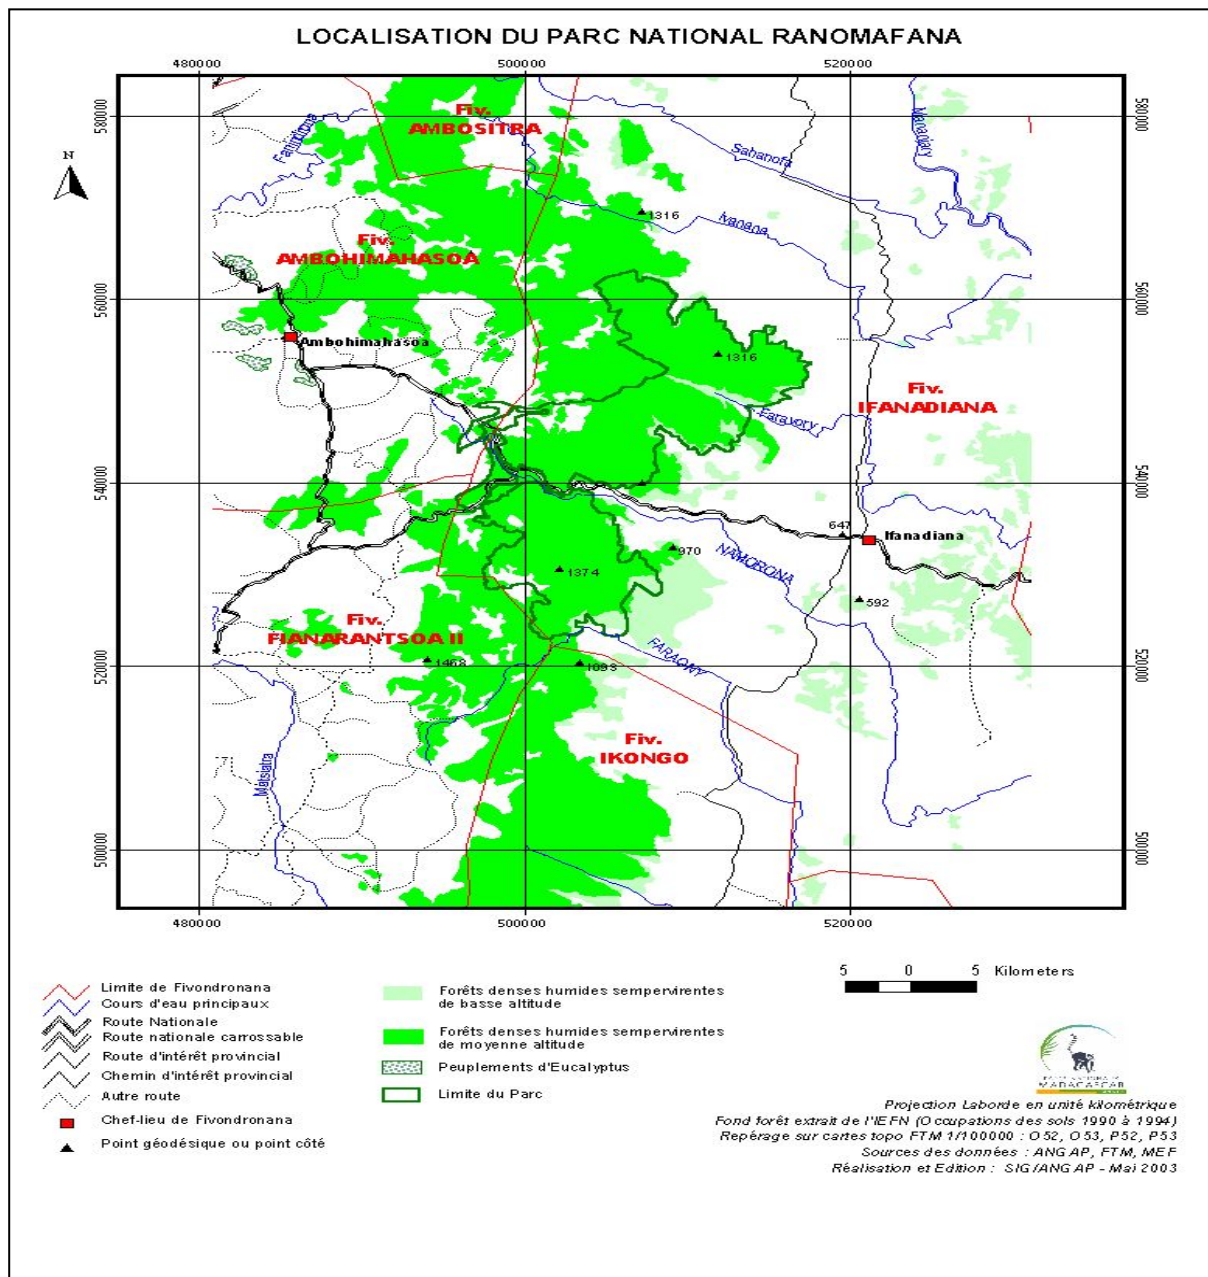 LOCALISATION DU PARC NATIONAL RANOMAFANA
480000
500000
520000
580000
580000
Fiv.
AMBOSITRA
Mananjary
Sahanofa
N
1316
Ivanana
Fiv.
AMBOHIMAHASOA
560000
560000
Ambohimahasoa
1316
Fiv.
IFANADIANA
Faravory
540000
540000
647
Ifanadiana
970
NAMORONA
1374
592
Fiv.
FIANARANTSOA II
FARAONY
1468
1093
520000
520000
Fiv.
IKONGO
Matsiatra
500000
500000
480000
500000
520000
5 0 5 Kilometers
Limite de Fivondronana
Cours d'eau principaux
Route Nationale
Route nationale carrossable
Route d'intérêt provincial
Chemin d'intérêt provincial
Autre route
Chef-lieu de Fivondronana
Point géodésique ou point côté
Forêts denses humides sempervirentes
de basse altitude
Forêts denses humides sempervirentes
de moyenne altitude
Peuplements d'Eucalyptus
Limite du Parc
MADAGASCAR
Projection Laborde en unité kilométrique
Fond forêt extrait de l'IEFN (Occupations des sols 1990 à 1994)
Repérage sur cartes topo FTM 1/100000 : O52, O53, P52, P53
Sources des données : ANGAP, FTM, MEF
Réalisation et Edition : SIG/ANGAP - Mai 2003